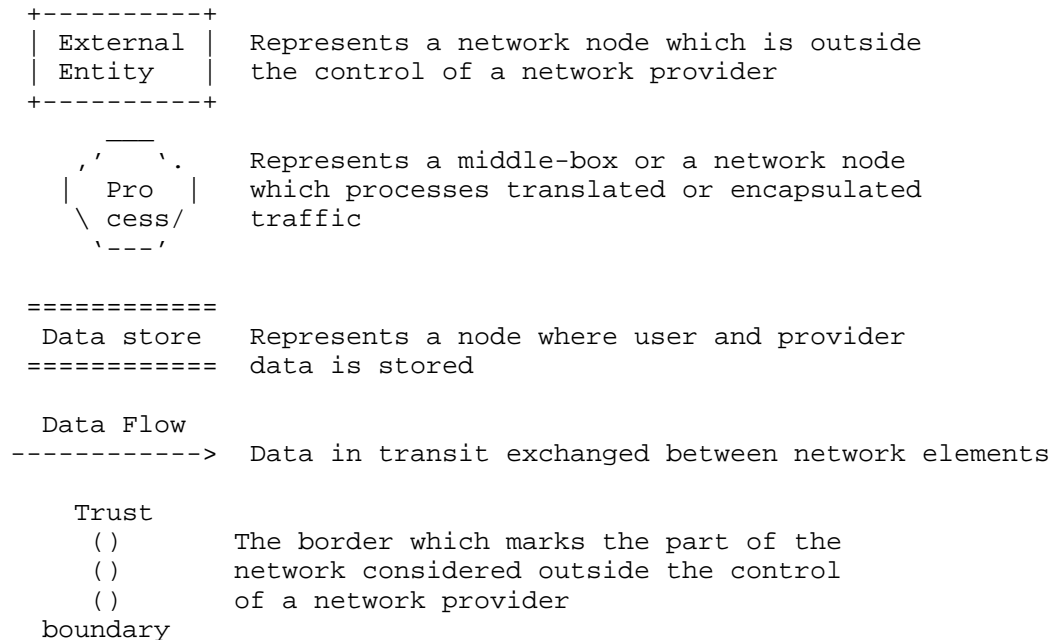 External Represents a network node which is outside
Entity the control of a network provider
Represents a middle-box or a network node
Pro which processes translated or encapsulated
cess traffic
Data store Represents a node where user and provider
data is stored
Data Flow
Data in transit exchanged between network elements
Trust
The border which marks the part of the
network considered outside the control
of a network provider
boundary